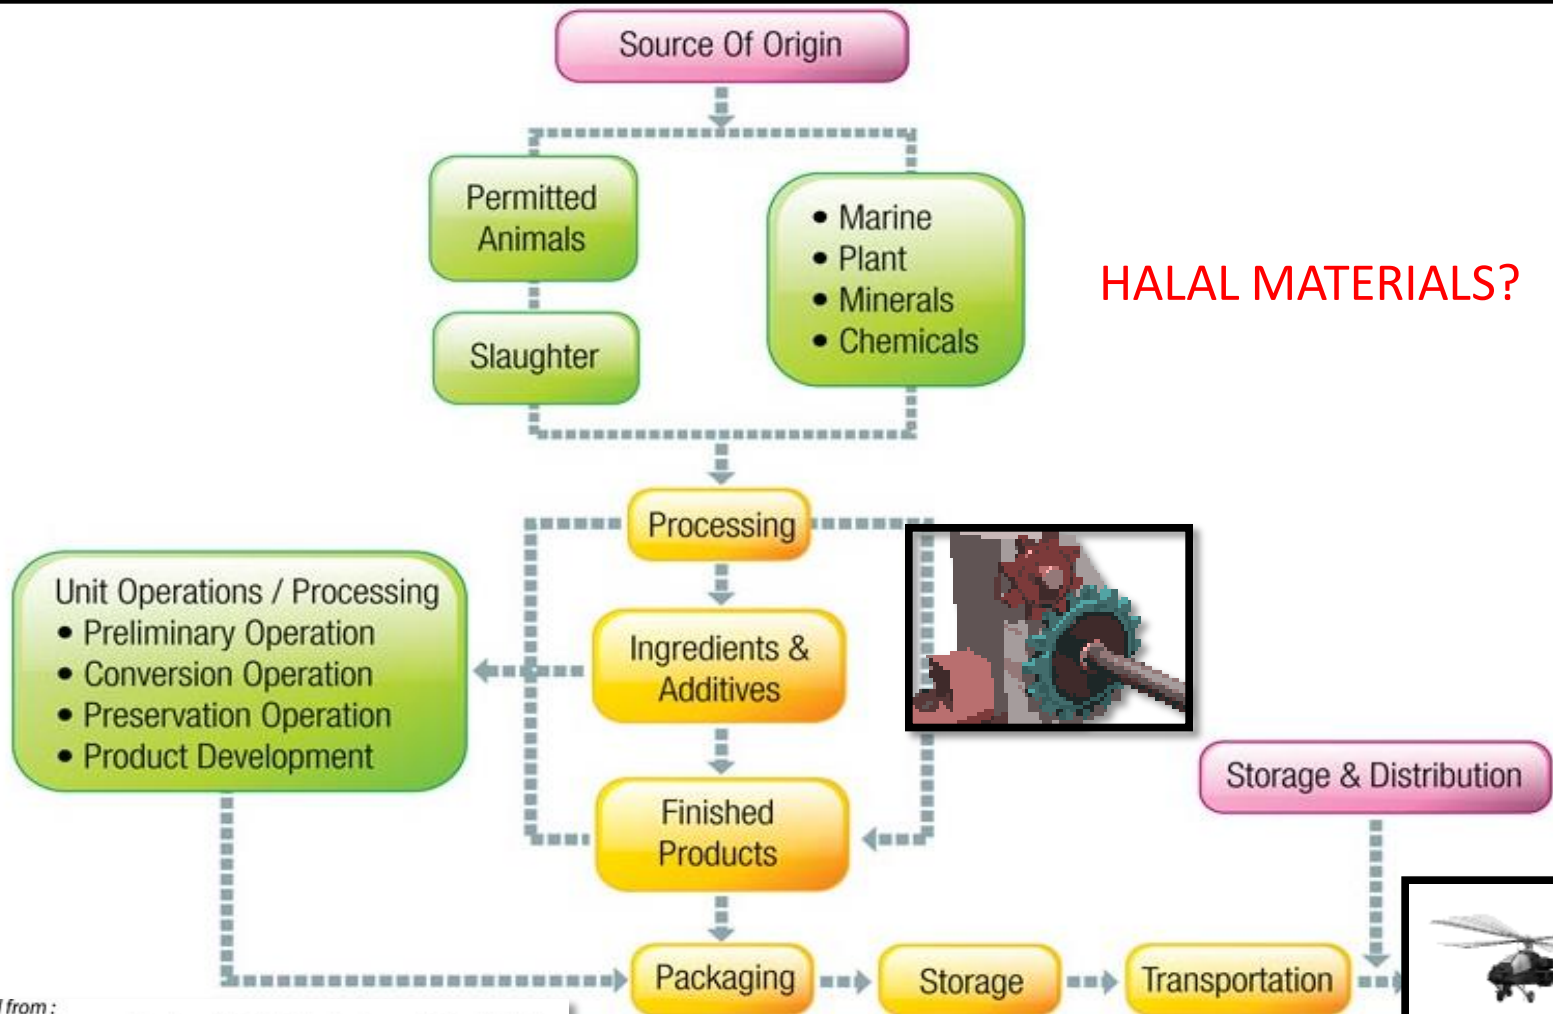 Source Of Origin
Permitted
Animals
• Marine
• Plant
• Minerals
• Chemicals
HALAL MATERIALS?
Slaughter
Processing
Unit Operations / Processing
• Preliminary Operation
• Conversion Operation
• Preservation Operation
• Product Development
Ingredients &
Additives
Finished
Products
Storage & Distribution
Packaging
Storage
Transportation
from :